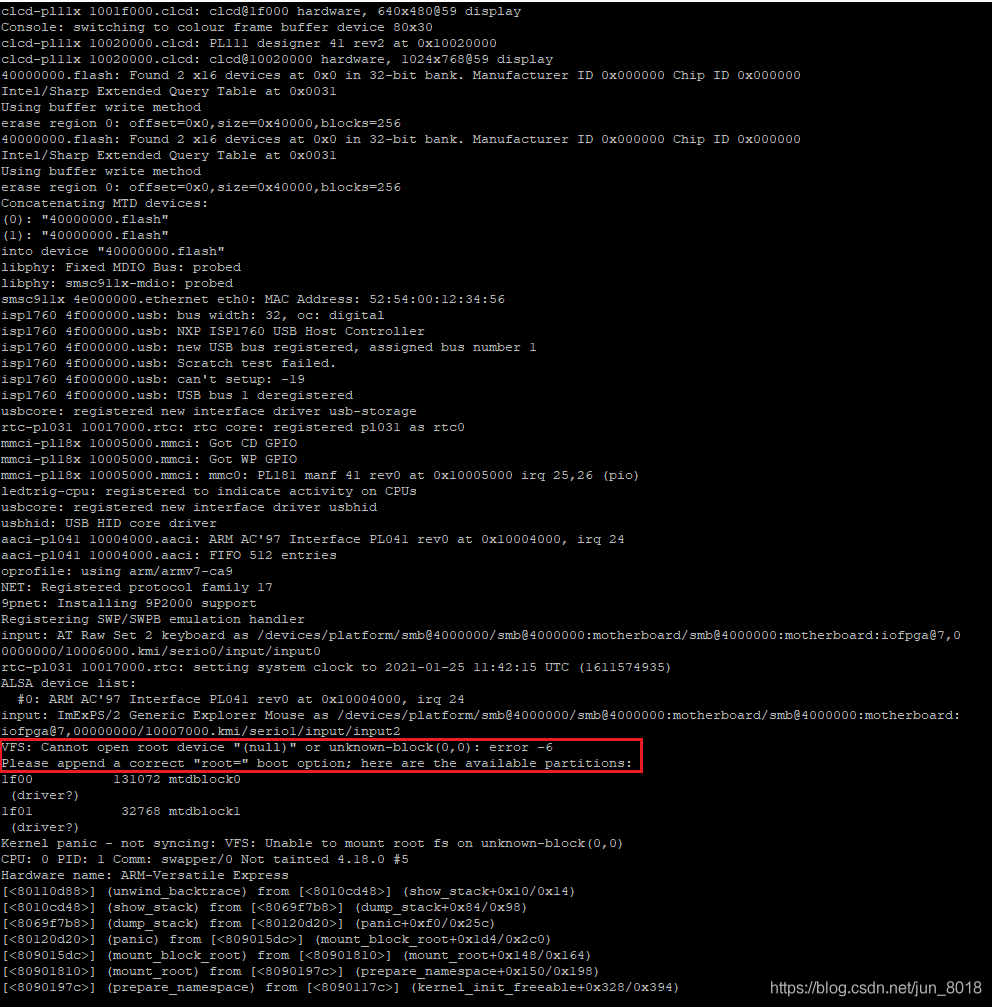 clcd-pl11x 1001f000.clcd: clcd@1f000 hardware, 640x480@59 display
Console: switching to colour frame buffer device 80x30
clcd-pl11x 10020000.clcd: PL111 designer 41 rev2 at 0x10020000
clcd-pl11x 10020000.clcd: clcd@10020000 hardware, 1024x768@59 display
40000000.flash: Found 2 x16 devices at 0x0 in 32-bit bank. Manufacturer ID 0x000000 Chip ID 0x000000
Intel/Sharp Extended Query Table at 0x0031
Using buffer write method
erase region 0: offset=0x0,size=0x40000,blocks=256
40000000.flash: Found 2 x16 devices at 0x0 in 32-bit bank. Manufacturer ID 0x000000 Chip ID 0x000000
Intel/Sharp Extended Query Table at 0x0031
Using buffer write method
erase region 0: offset=0x0,size=0x40000,blocks=256
Concatenating MTD devices:
(0): "40000000.flash"
(1): "40000000.flash"
into device "40000000.flash"
libphy: Fixed MDIO Bus: probed
libphy: smsc911x-mdio: probed
smsc911x 4e000000.ethernet eth0: MAC Address: 52:54:00:12:34:56
isp1760 4f000000.usb: bus width: 32, oc: digital
isp1760 4f000000.usb: NXP ISP1760 USB Host Controller
isp1760 4f000000.usb: new USB bus registered, assigned bus number 1
isp1760 4f000000.usb: Scratch test failed.
isp1760 4f000000.usb: can't setup: -19
isp1760 4f000000.usb: USB bus 1 deregistered
usbcore: registered new interface driver usb-storage
rtc-pl031 10017000.rtc: rtc core: registered pl031 as rtc0
mmci-pl18x 10005000.mmci: Got CD GPIO
mmci-pl18x 10005000.mmci: Got WP GPIO
mmci-pl18x 10005000.mmci: mmc0: PL181 manf 41 rev0 at 0x10005000 irq 25,26 (pio)
ledtrig-cpu: registered to indicate activity on CPUs
usbcore: registered new interface driver usbhid
usbhid: USB HID core driver
aaci-pl041 10004000.aaci: ARM AC'97 Interface PL041 rev0 at 0x10004000, irq 24
aaci-pl041 10004000.aaci: FIFO 512 entries
oprofile: using arm/armv7-ca9
NET: Registered protocol family 17
9pnet: Installing 9P2000 support
Registering SWP/SWPB emulation handler
input: AT Raw Set 2 keyboard as /devices/platform/smb@4000000/smb@4000000:motherboard/smb@4000000:motherboard:iofpga@7,0
0000000/10006000.kmi/serio0/input/input0
rtc-pl031 10017000.rtc: setting system clock to 2021-01-25 11:42:15 UTC (1611574935)
ALSA device list:
  #0: ARM AC'97 Interface PL041 rev0 at 0x10004000, irq 24
input: ImExPS/2 Generic Explorer Mouse as /devices/platform/smb@4000000/smb@4000000:motherboard/smb@4000000:motherboard:
iofpga@7,00000000/10007000.kmi/serio1/input/input2
VFS: Cannot open root device "(null)" or unknown-block(0,0): error -6
Please append a correct "root=" boot option; here are the available partitions:
1f00          131072 mtdblock0
 (driver?)
1f01           32768 mtdblock1
 (driver?)
Kernel panic - not syncing: VFS: Unable to mount root fs on unknown-block(0,0)
CPU: 0 PID: 1 Comm: swapper/0 Not tainted 4.18.0 #5
Hardware name: ARM-Versatile Express
[<80110d88>] (unwind_backtrace) from [<8010cd48>] (show_stack+0x10/0x14)
[<8010cd48>] (show_stack) from [<8069f7b8>] (dump_stack+0x84/0x98)
[<8069f7b8>] (dump_stack) from [<80120d20>] (panic+0xf0/0x25c)
[<80120d20>] (panic) from [<809015dc>] (mount_block_root+0x1d4/0x2c0)
[<809015dc>] (mount_block_root) from [<80901810>] (mount_root+0x148/0x164)
[<80901810>] (mount_root) from [<8090197c>] (prepare_namespace+0x150/0x198)
[<8090197c>] (prepare_namespace) from [<8090117c>] (kernel_init_freeable+0x328/0x394)
https://blog.csdn.net/jun_8018